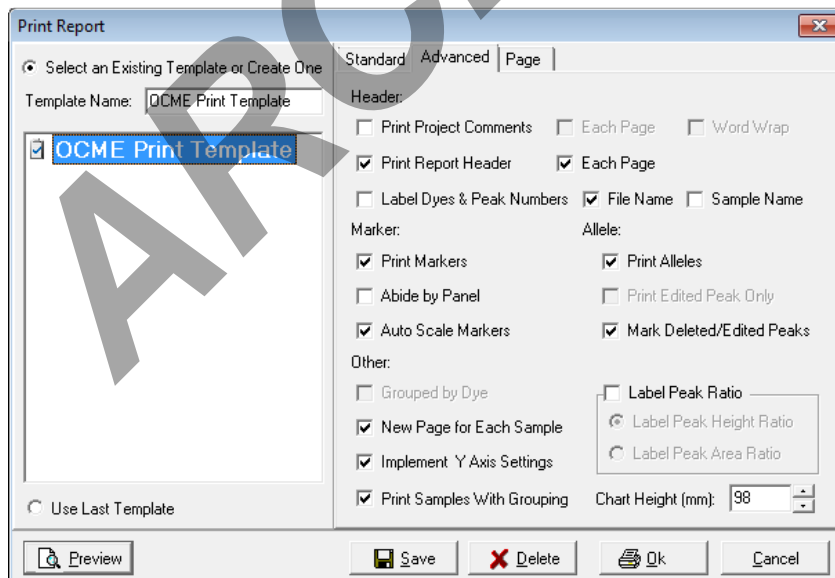 Print Report
Select an Existing Template or Create One
Template Name: OCME Print Template
OCME Print Template
Use Last Template
Standard Advanced Page
Header:
Print Project Comments Each Page Word Wrap
Print Report Header Each Page
Label Dyes & Peak Numbers File Name Sample Name
Marker: Allele:
Print Markers Print Alleles
Abide by Panel Print Edited Peak Only
Auto Scale Markers Mark Deleted/Edited Peaks
Other:
Grouped by Dye Label Peak Ratio
New Page for Each Sample Label Peak Height Ratio
Implement Y Axis Settings Label Peak Area Ratio
Print Samples With Grouping Chart Height (mm): 98
Preview Save Delete Ok Cancel
ARC